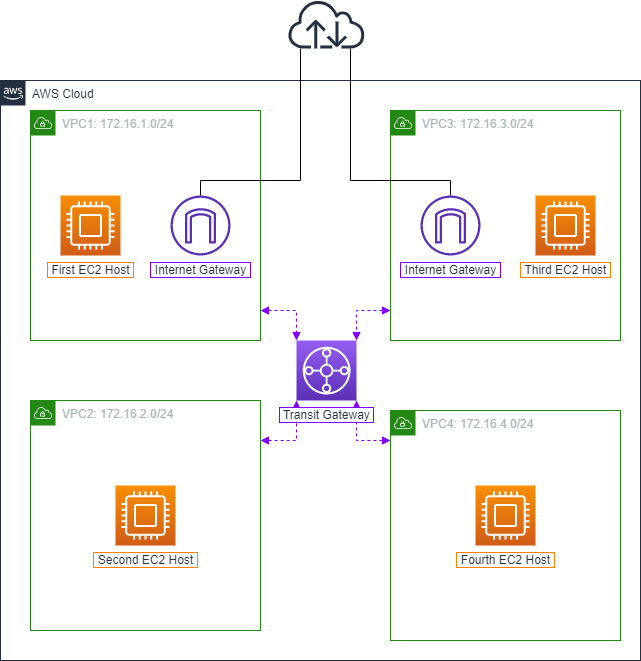 aws
AWS Cloud
VPC1: 172.16.1.0/24
VPC3: 172.16.3.0/24
First EC2 Host
Internet Gateway
Internet Gateway
Third EC2 Host
Transit Gateway
VPC2: 172.16.2.0/24
VPC4: 172.16.4.0/24
Second EC2 Host
Fourth EC2 Host